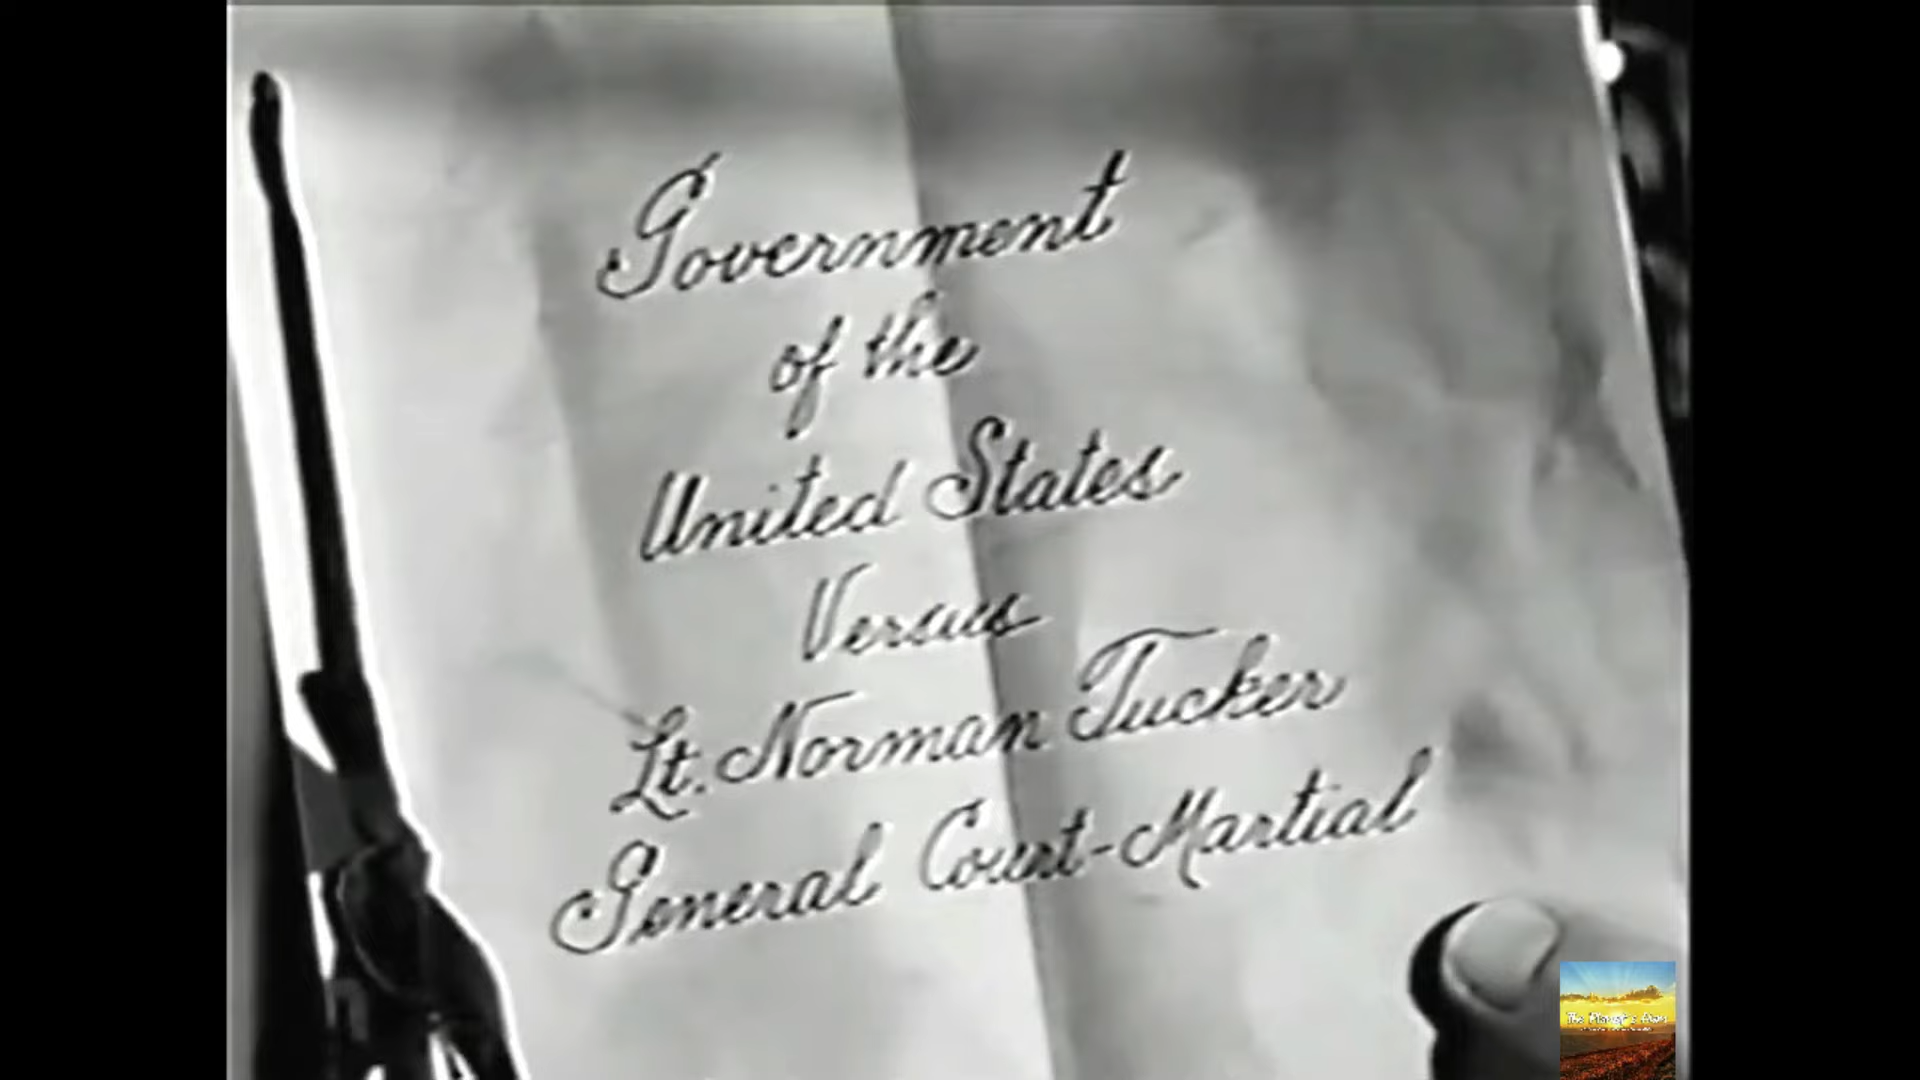 Government
of the
United States
Versus
Lt. Norman Tucker
General Court-Martial